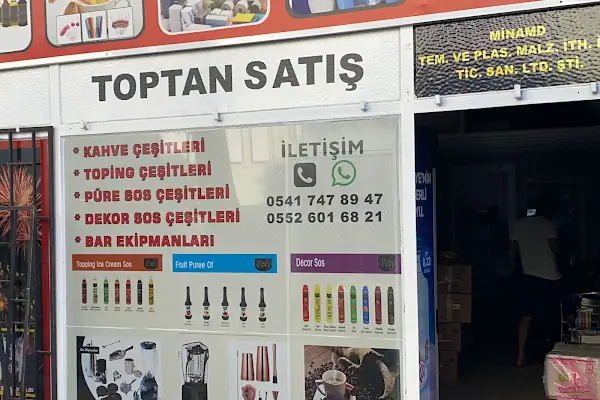 TOPTAN SATIŞ
MINAMD
TEM. VE PLAS. MALZ. İTH. İ
TİC. SAN. LTD. ŞTİ.
* KAHVE ÇEŞİTLERİ
* TOPİNG ÇEŞİTLERİ
* PÜRE SOS ÇEŞİTLERİ
* DEKOR SOS ÇEŞİTLERİ
* BAR EKİPMANLARI
İLETİŞİM
0541 747 89 47
0552 601 68 21
Topping Ice Cream Sos
Fruit Puree Of
Decor Sos